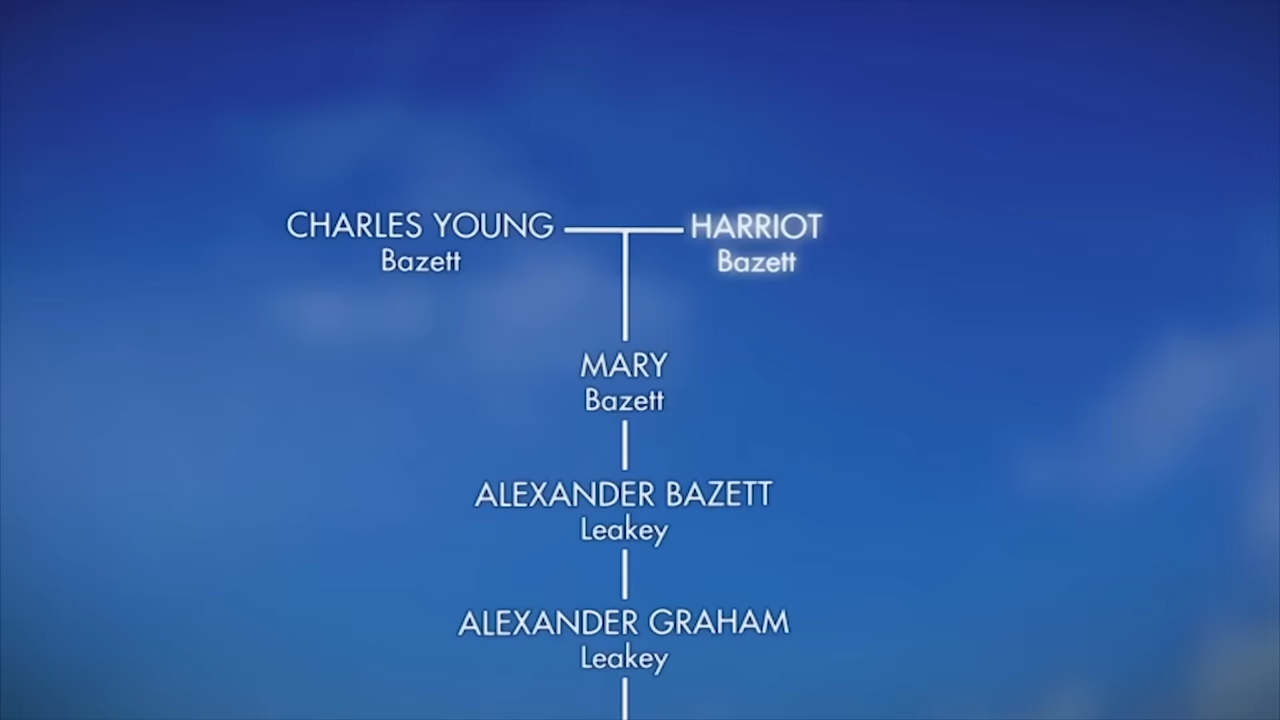 CHARLES YOUNG
Bazett
HARRIOT
Bazett
MARY
Bazett
ALEXANDER BAZETT
Leakey
ALEXANDER GRAHAM
Leakey